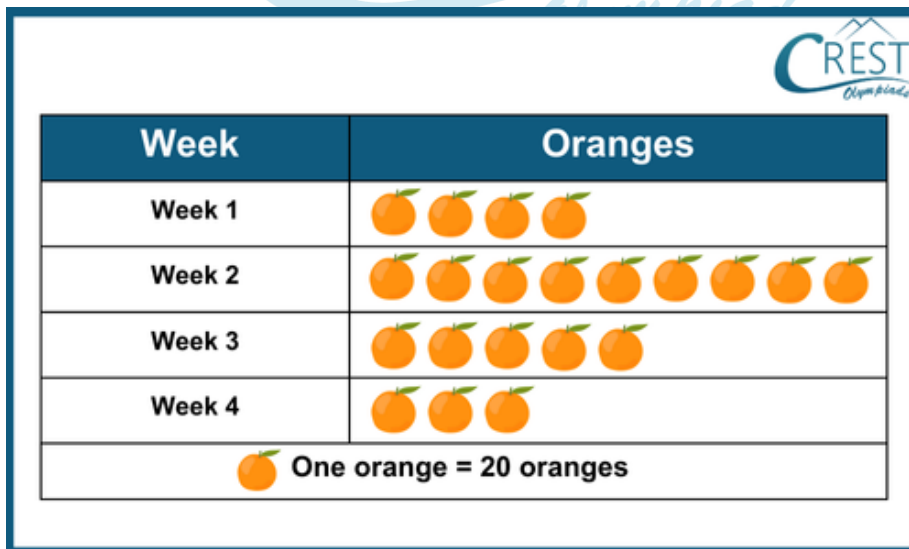 CREST
Olympiads
Week Oranges
Week 1
Week 2
Week 3
Week 4
One orange = 20 oranges